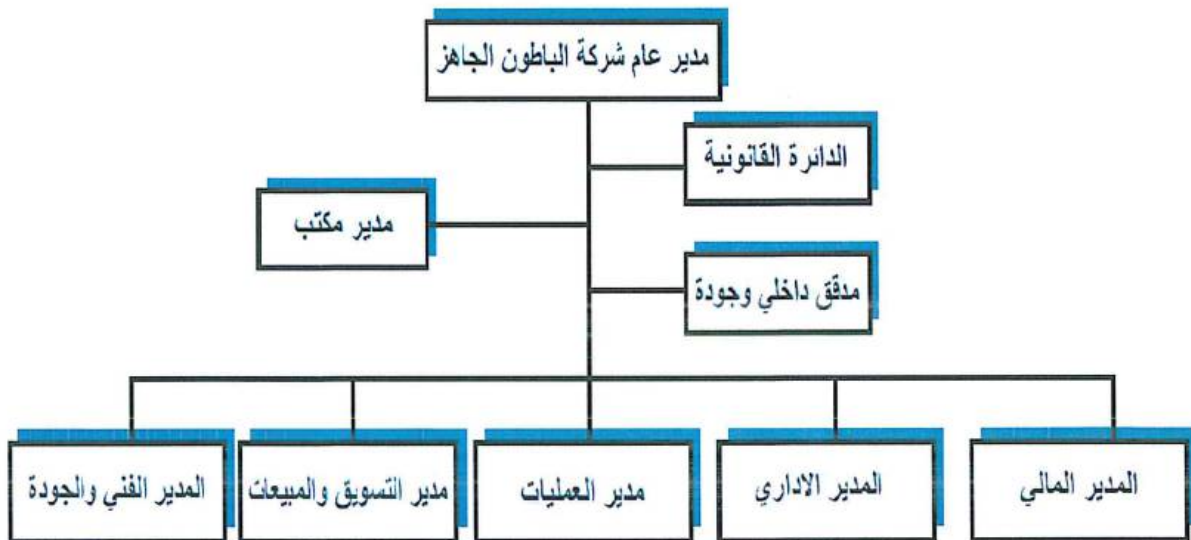 مدير عام شركة الباطون الجاهز
الدائرة القانونية
مدير مكتب
مدقق داخلي وجودة
المدير المالي
المدير الاداري
مدير العمليات
مدير التسويق والمبيعات
المدير الفني والجودة